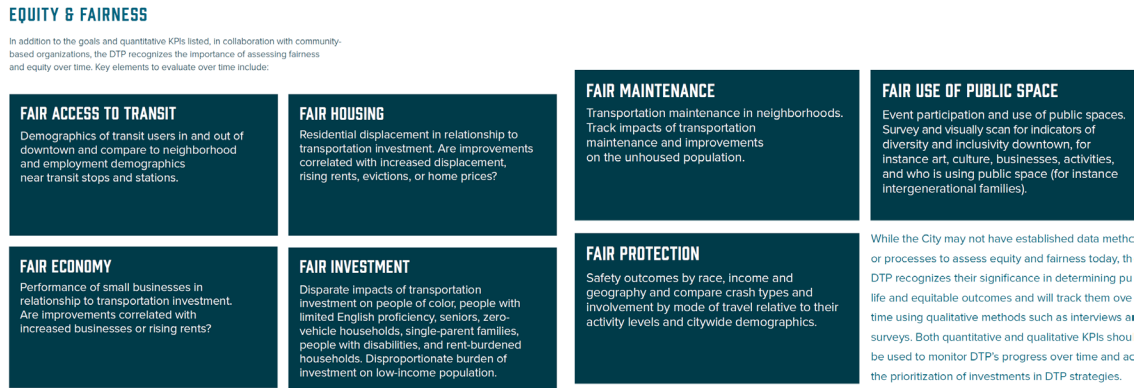 EQUITY & FAIRNESS
In addition to the goals and quantitative KPIs listed, in collaboration with community-
based organizations, the DTP recognizes the importance of assessing fairness
and equity over time. Key elements to evaluate over time include:
FAIR ACCESS TO TRANSIT
Demographics of transit users in and out of
downtown and compare to neighborhood
and employment demographics
near transit stops and stations.
FAIR HOUSING
Residential displacement in relationship to
transportation investment. Are improvements
correlated with increased displacement,
rising rents, evictions, or home prices?
FAIR MAINTENANCE
Transportation maintenance in neighborhoods.
Track impacts of transportation
maintenance and improvements
on the unhoused population.
FAIR USE OF PUBLIC SPACE
Event participation and use of public spaces.
Survey and visually scan for indicators of
diversity and inclusivity downtown, for
instance art, culture, businesses, activities,
and who is using public space (for instance
intergenerational families).
FAIR ECONOMY
Performance of small businesses in
relationship to transportation investment.
Are improvements correlated with
increased businesses or rising rents?
FAIR INVESTMENT
Disparate impacts of transportation
investment on people of color, people with
limited English proficiency, seniors, zero-
vehicle households, single-parent families,
people with disabilities, and rent-burdened
households. Disproportionate burden of
investment on low-income population.
FAIR PROTECTION
Safety outcomes by race, income and
geography and compare crash types and
involvement by mode of travel relative to their
activity levels and citywide demographics.
While the City may not have established data
or processes to assess equity and fairness today,
DTP recognizes their significance in determining
life and equitable outcomes and will track them
time using qualitative methods such as interviews
surveys. Both quantitative and qualitative KPIs
be used to monitor DTP's progress over time and
the prioritization of investments in DTP strategies.